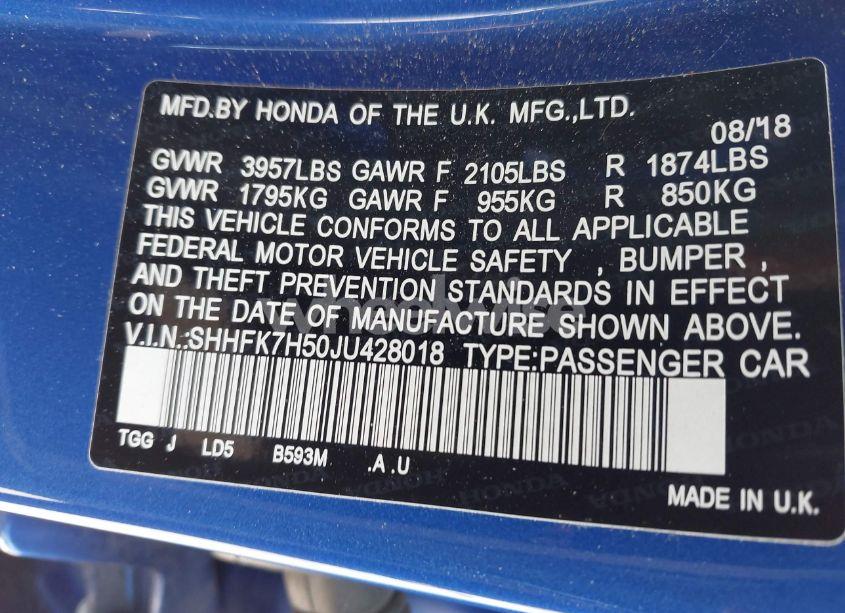 MFD.BY HONDA OF THE U.K. MFG.,LTD.
08/'18
GVWR 3957LBS GAWR F 2105LBS R 1874LBS
GVWR 1795KG GAWR F 955KG R 850KG
THIS VEHICLE CONFORMS TO ALL APPLICABLE
FEDERAL MOTOR VEHICLE SAFETY , BUMPER ,
AND THEFT PREVENTION STANDARDS IN EFFECT
ON THE DATE OF MANUFACTURE SHOWN ABOVE.
V.I.N.:SHHFK7H50JU428018 TYPE:PASSENGER CAR
TGG J LD5 B593M .A .U
MADE IN U.K.